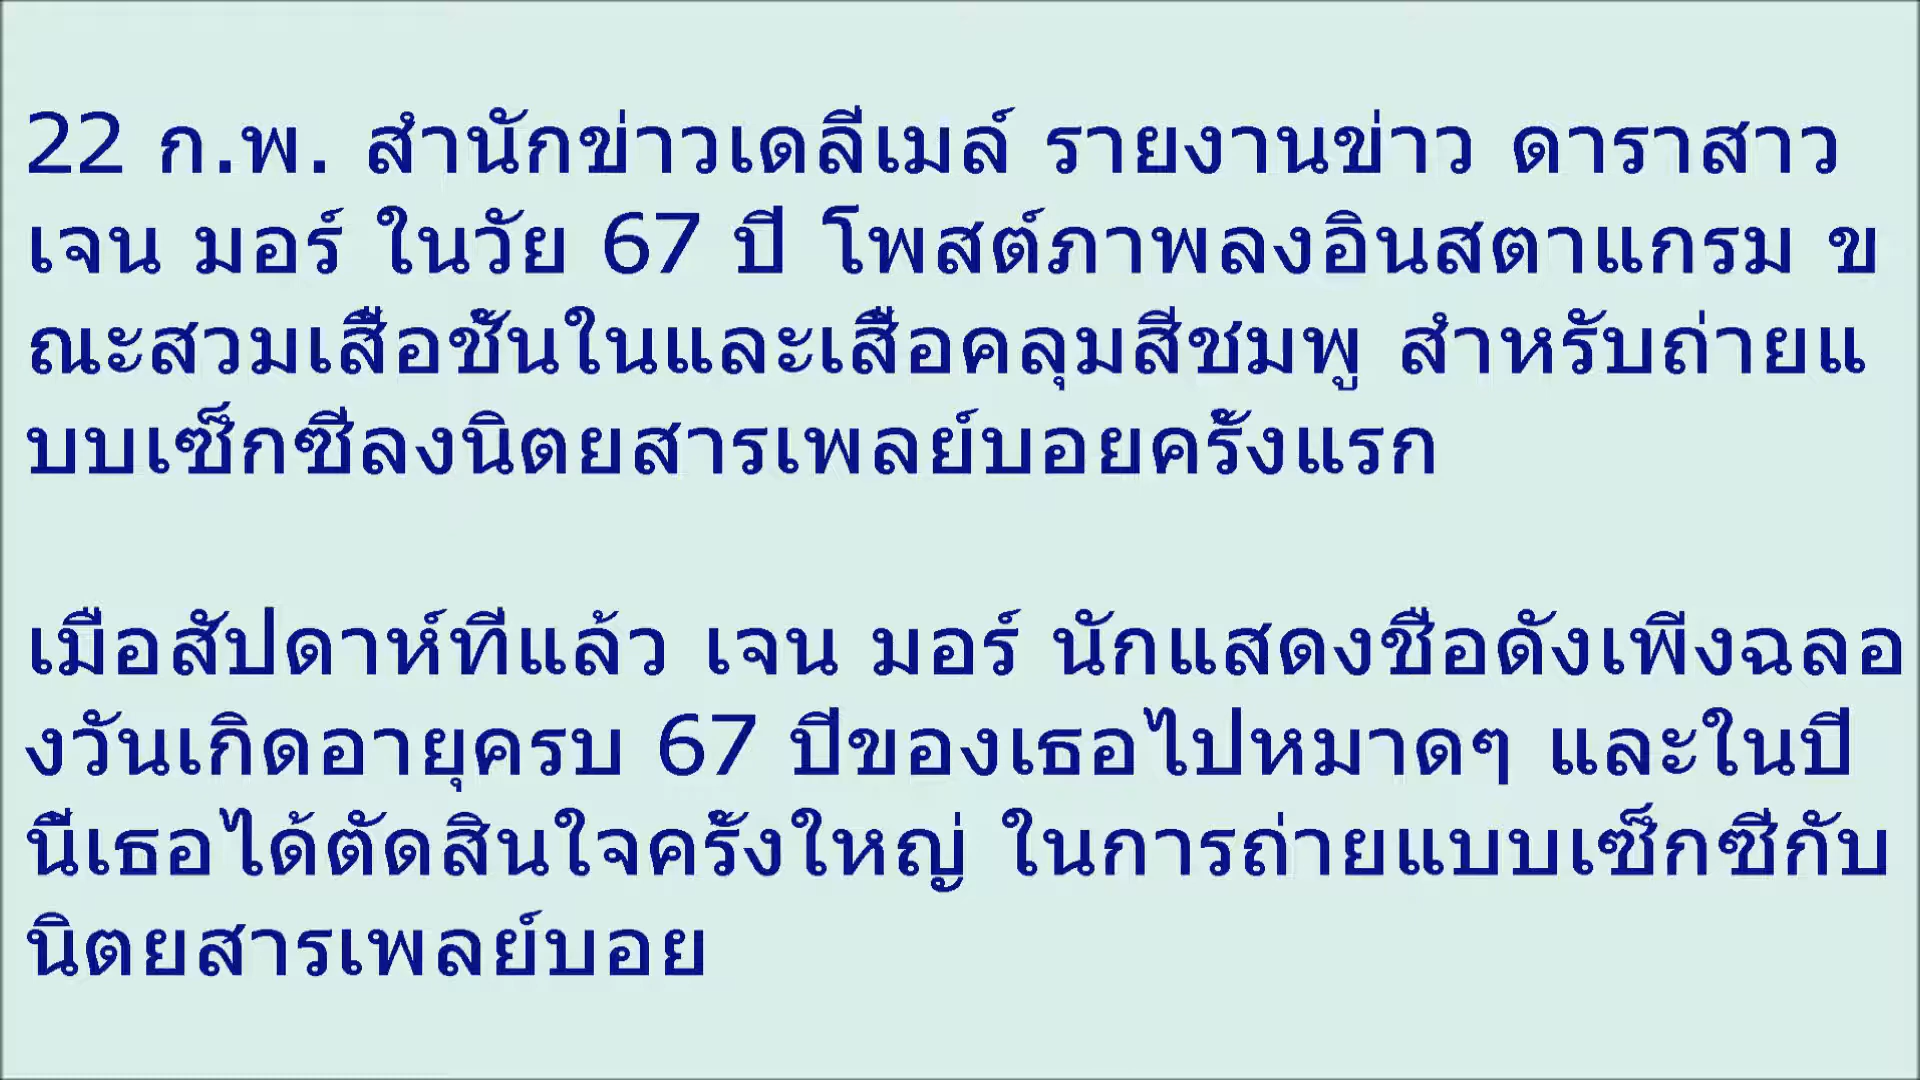 22 ก.พ. สำนักข่าวเดลีเมล์ รายงานข่าว ดาราสาว
เจน มอร์ ในวัย 67 ปี โพสต์ภาพลงอินสตาแกรม ข
ณะสวมเสื้อชั้นในและเสื้อคลุมสีชมพู สำหรับถ่ายแ
บบเซ็กซี่ลงนิตยสารเพลย์บอยครั้งแรก
เมื่อสัปดาห์ที่แล้ว เจน มอร์ นักแสดงชื่อดังเพิ่งฉลอ
งวันเกิดอายุครบ 67 ปีของเธอไปหมาดๆ และในปี
นี้เธอได้ตัดสินใจครั้งใหญ่ ในการถ่ายแบบเซ็กซี่กับ
นิตยสารเพลย์บอย